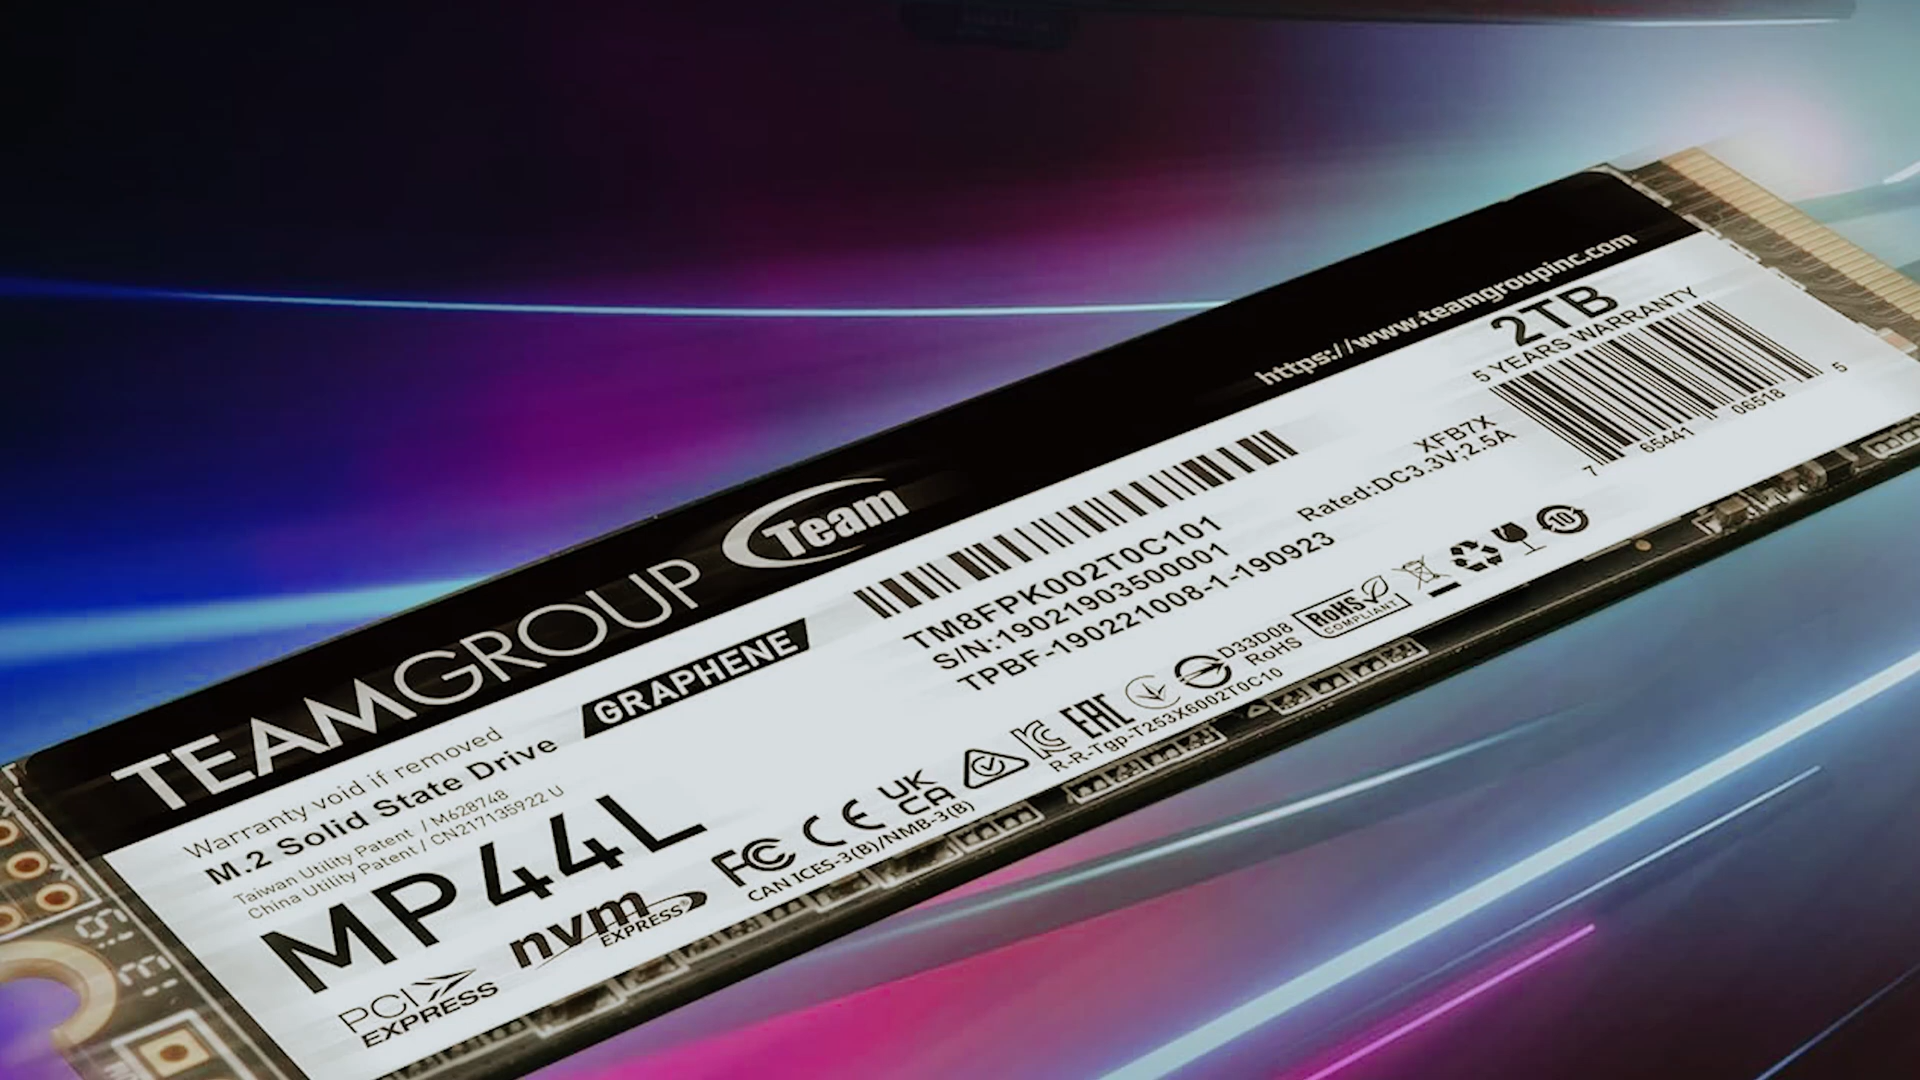 TEAMGROUP Team
https://www.teamgroupinc.com
Warranty void if removed
M.2 Solid State Drive
GRAPHENE
Taiwan Utility Patent / M628748
China Utility Patent / CN217135922 U
MP44L
PCI
EXPRESS
nvm
EXPRESS®
TM8FPK002T0C101
S/N:190219035000001
TPBF-190221008-1-190923
2TB
5 YEARS WARRANTY
7 65441 06518 5
XFB7X
Rated:DC3.3V;2.5A
FC CE UK
CA
CAN ICES-3(B)/NMB-3(B)
EAC
R-R-Tgp-T253X6002T0C10
D33D08
RoHS
RoHS
COMPLIANT
10